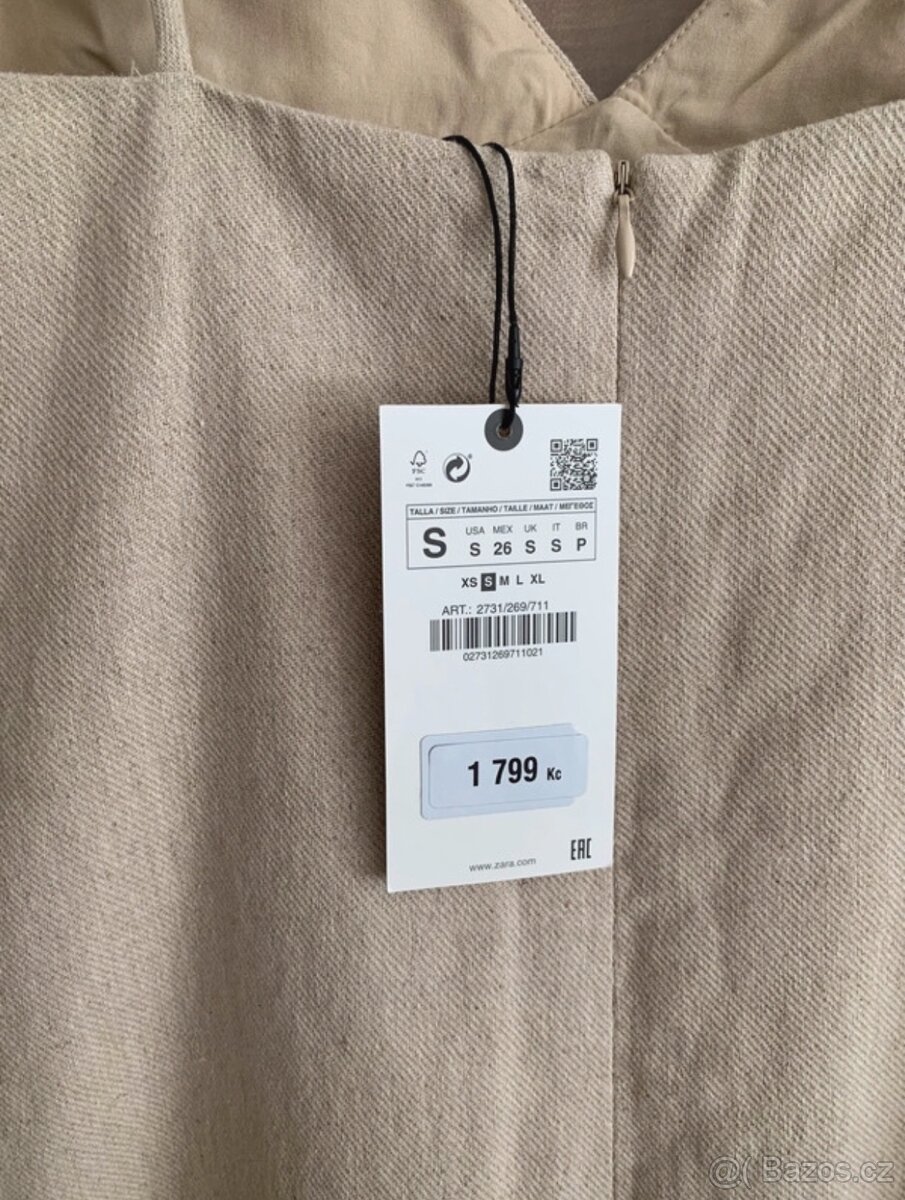 FSC
TALLA / SIZE / TAMANHO / TAILLE / MAAT / ΜΕΓΕΘΟΣ
S
USA MEX UK IT BR
S 26 S S P
XS S M L XL
ART.: 2731/269/711
02731269711021
1 799 Kc
www.zara.com
EAC
@( Bazos.cz